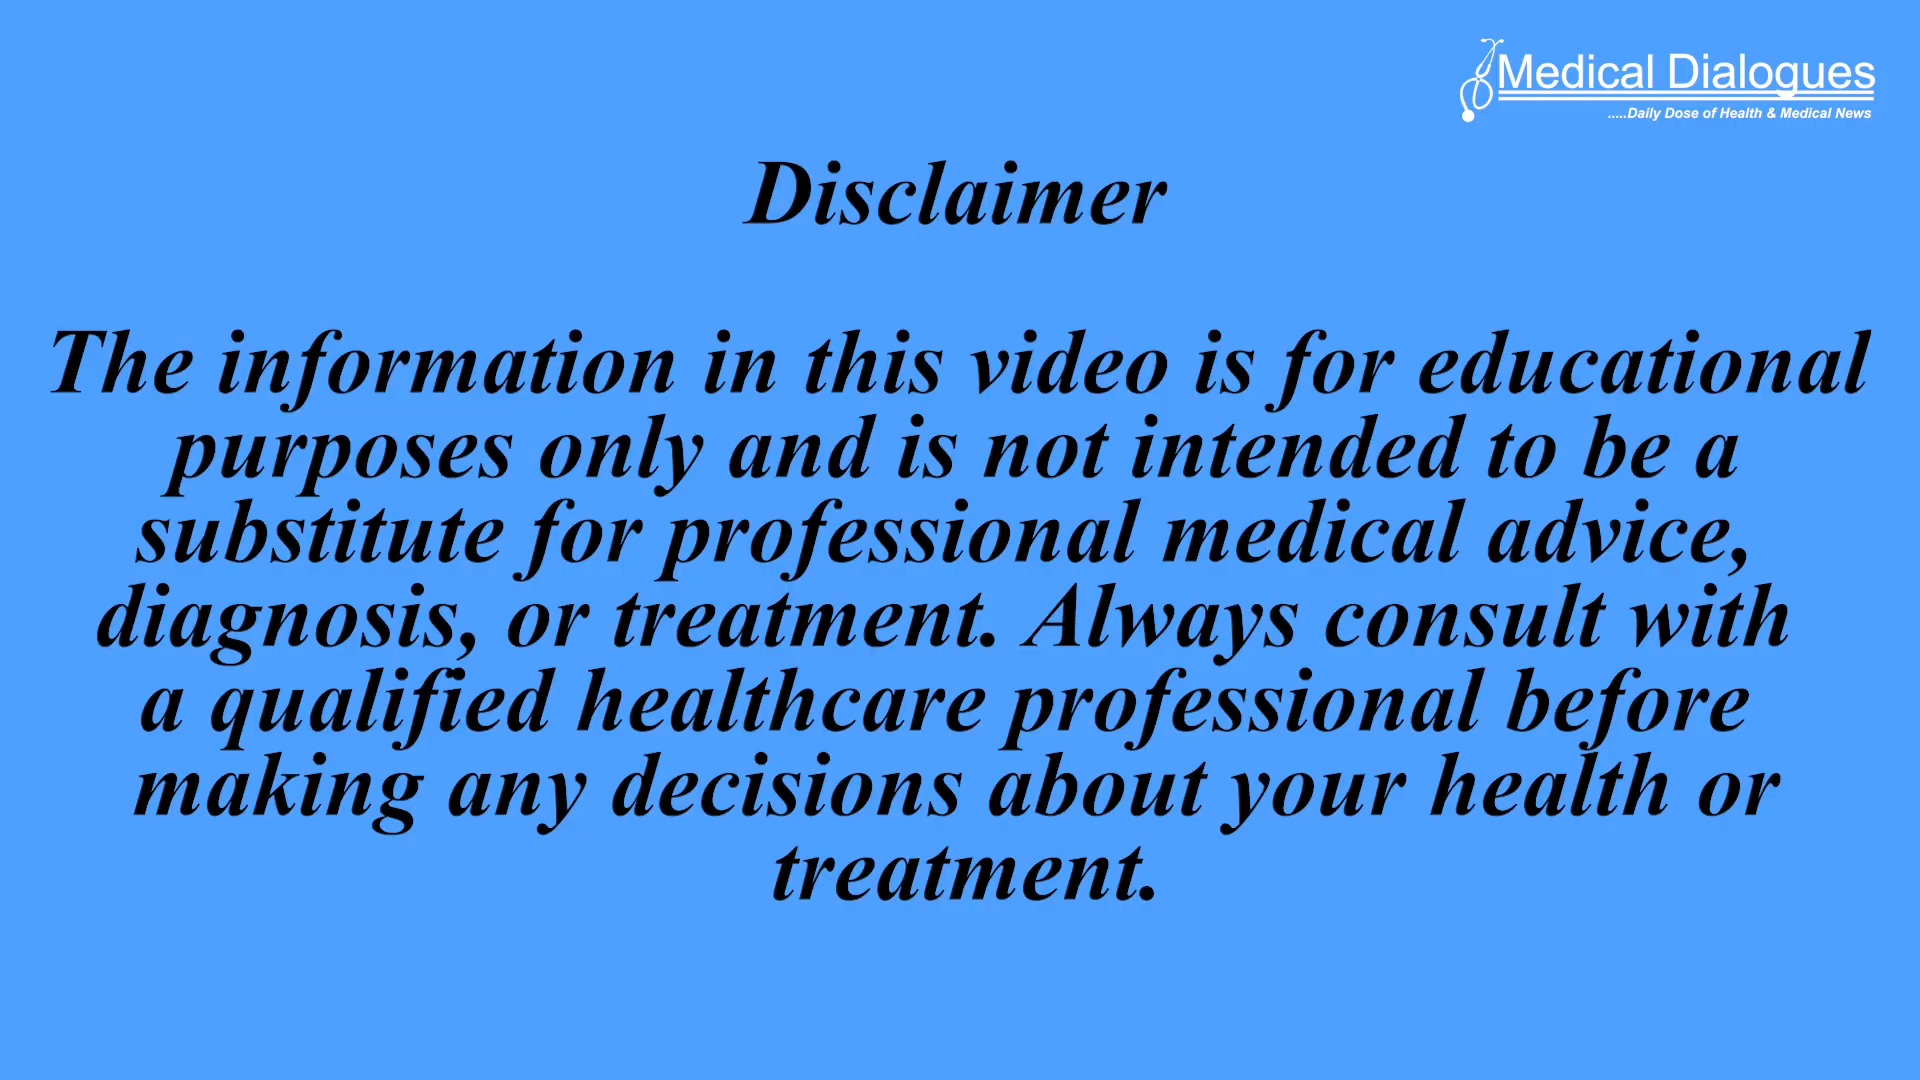 Medical Dialogues
.....Daily Dose of Health & Medical News
Disclaimer
The information in this video is for educational
purposes only and is not intended to be a
substitute for professional medical advice,
diagnosis, or treatment. Always consult with
a qualified healthcare professional before
making any decisions about your health or
treatment.